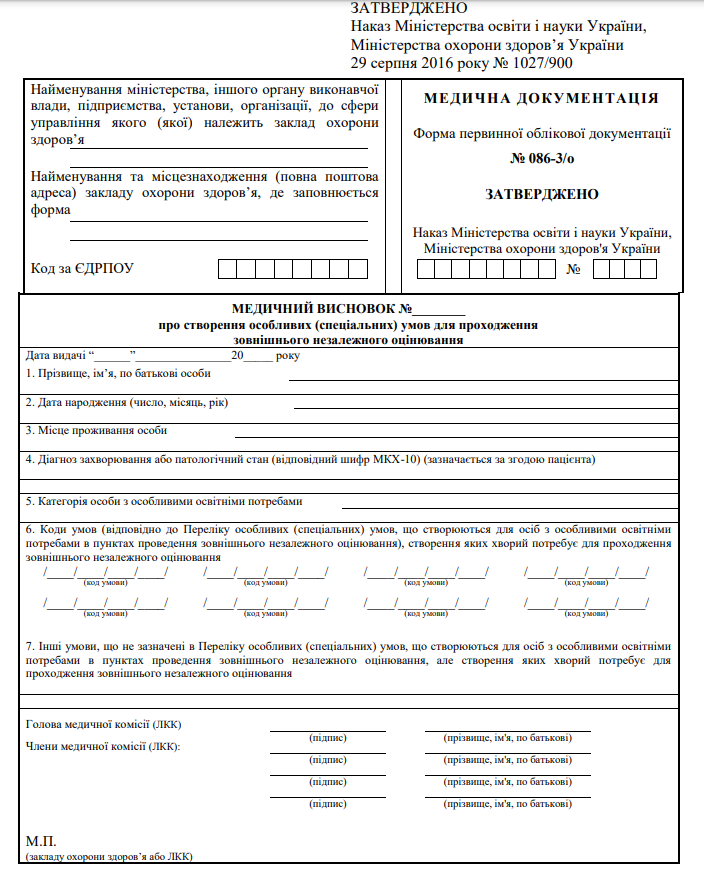 ЗАТВЕРДЖЕНО
Наказ Міністерства освіти і науки України,
Міністерства охорони здоров’я України
29 серпня 2016 року № 1027/900
Найменування міністерства, іншого органу виконавчої
влади, підприємства, установи, організації, до сфери
управління якого (якої) належить заклад охорони
здоров’я
Найменування та місцезнаходження (повна поштова
адреса) закладу охорони здоров’я, де заповнюється
форма
Код за ЄДРПОУ
МЕДИЧНА ДОКУМЕНТАЦІЯ
Форма первинної облікової документації
№ 086-3/о
ЗАТВЕРДЖЕНО
Наказ Міністерства освіти і науки України,
Міністерства охорони здоров'я України
№
МЕДИЧНИЙ ВИСНОВОК №________
про створення особливих (спеціальних) умов для проходження
зовнішнього незалежного оцінювання
Дата видачі “______”________________20_____ року
1. Прізвище, ім’я, по батькові особи
2. Дата народження (число, місяць, рік)
3. Місце проживання особи
4. Діагноз захворювання або патологічний стан (відповідний шифр МКХ-10) (зазначається за згодою пацієнта)
5. Категорія особи з особливими освітніми потребами
6. Коди умов (відповідно до Переліку особливих (спеціальних) умов, що створюються для осіб з особливими освітніми
потребами в пунктах проведення зовнішнього незалежного оцінювання), створення яких хворий потребує для проходження
зовнішнього незалежного оцінювання
/____/____/____/____/ /____/____/____/____/ /____/____/____/____/ /____/____/____/____/
(код умови) (код умови) (код умови) (код умови)
/____/____/____/____/ /____/____/____/____/ /____/____/____/____/ /____/____/____/____/
(код умови) (код умови) (код умови) (код умови)
7. Інші умови, що не зазначені в Переліку особливих (спеціальних) умов, що створюються для осіб з особливими освітніми
потребами в пунктах проведення зовнішнього незалежного оцінювання, але створення яких хворий потребує для
проходження зовнішнього незалежного оцінювання
Голова медичної комісії (ЛКК)
(підпис) (прізвище, ім'я, по батькові)
Члени медичної комісії (ЛКК):
(підпис) (прізвище, ім'я, по батькові)
(підпис) (прізвище, ім'я, по батькові)
(підпис) (прізвище, ім'я, по батькові)
М.П.
(закладу охорони здоров’я або ЛКК)